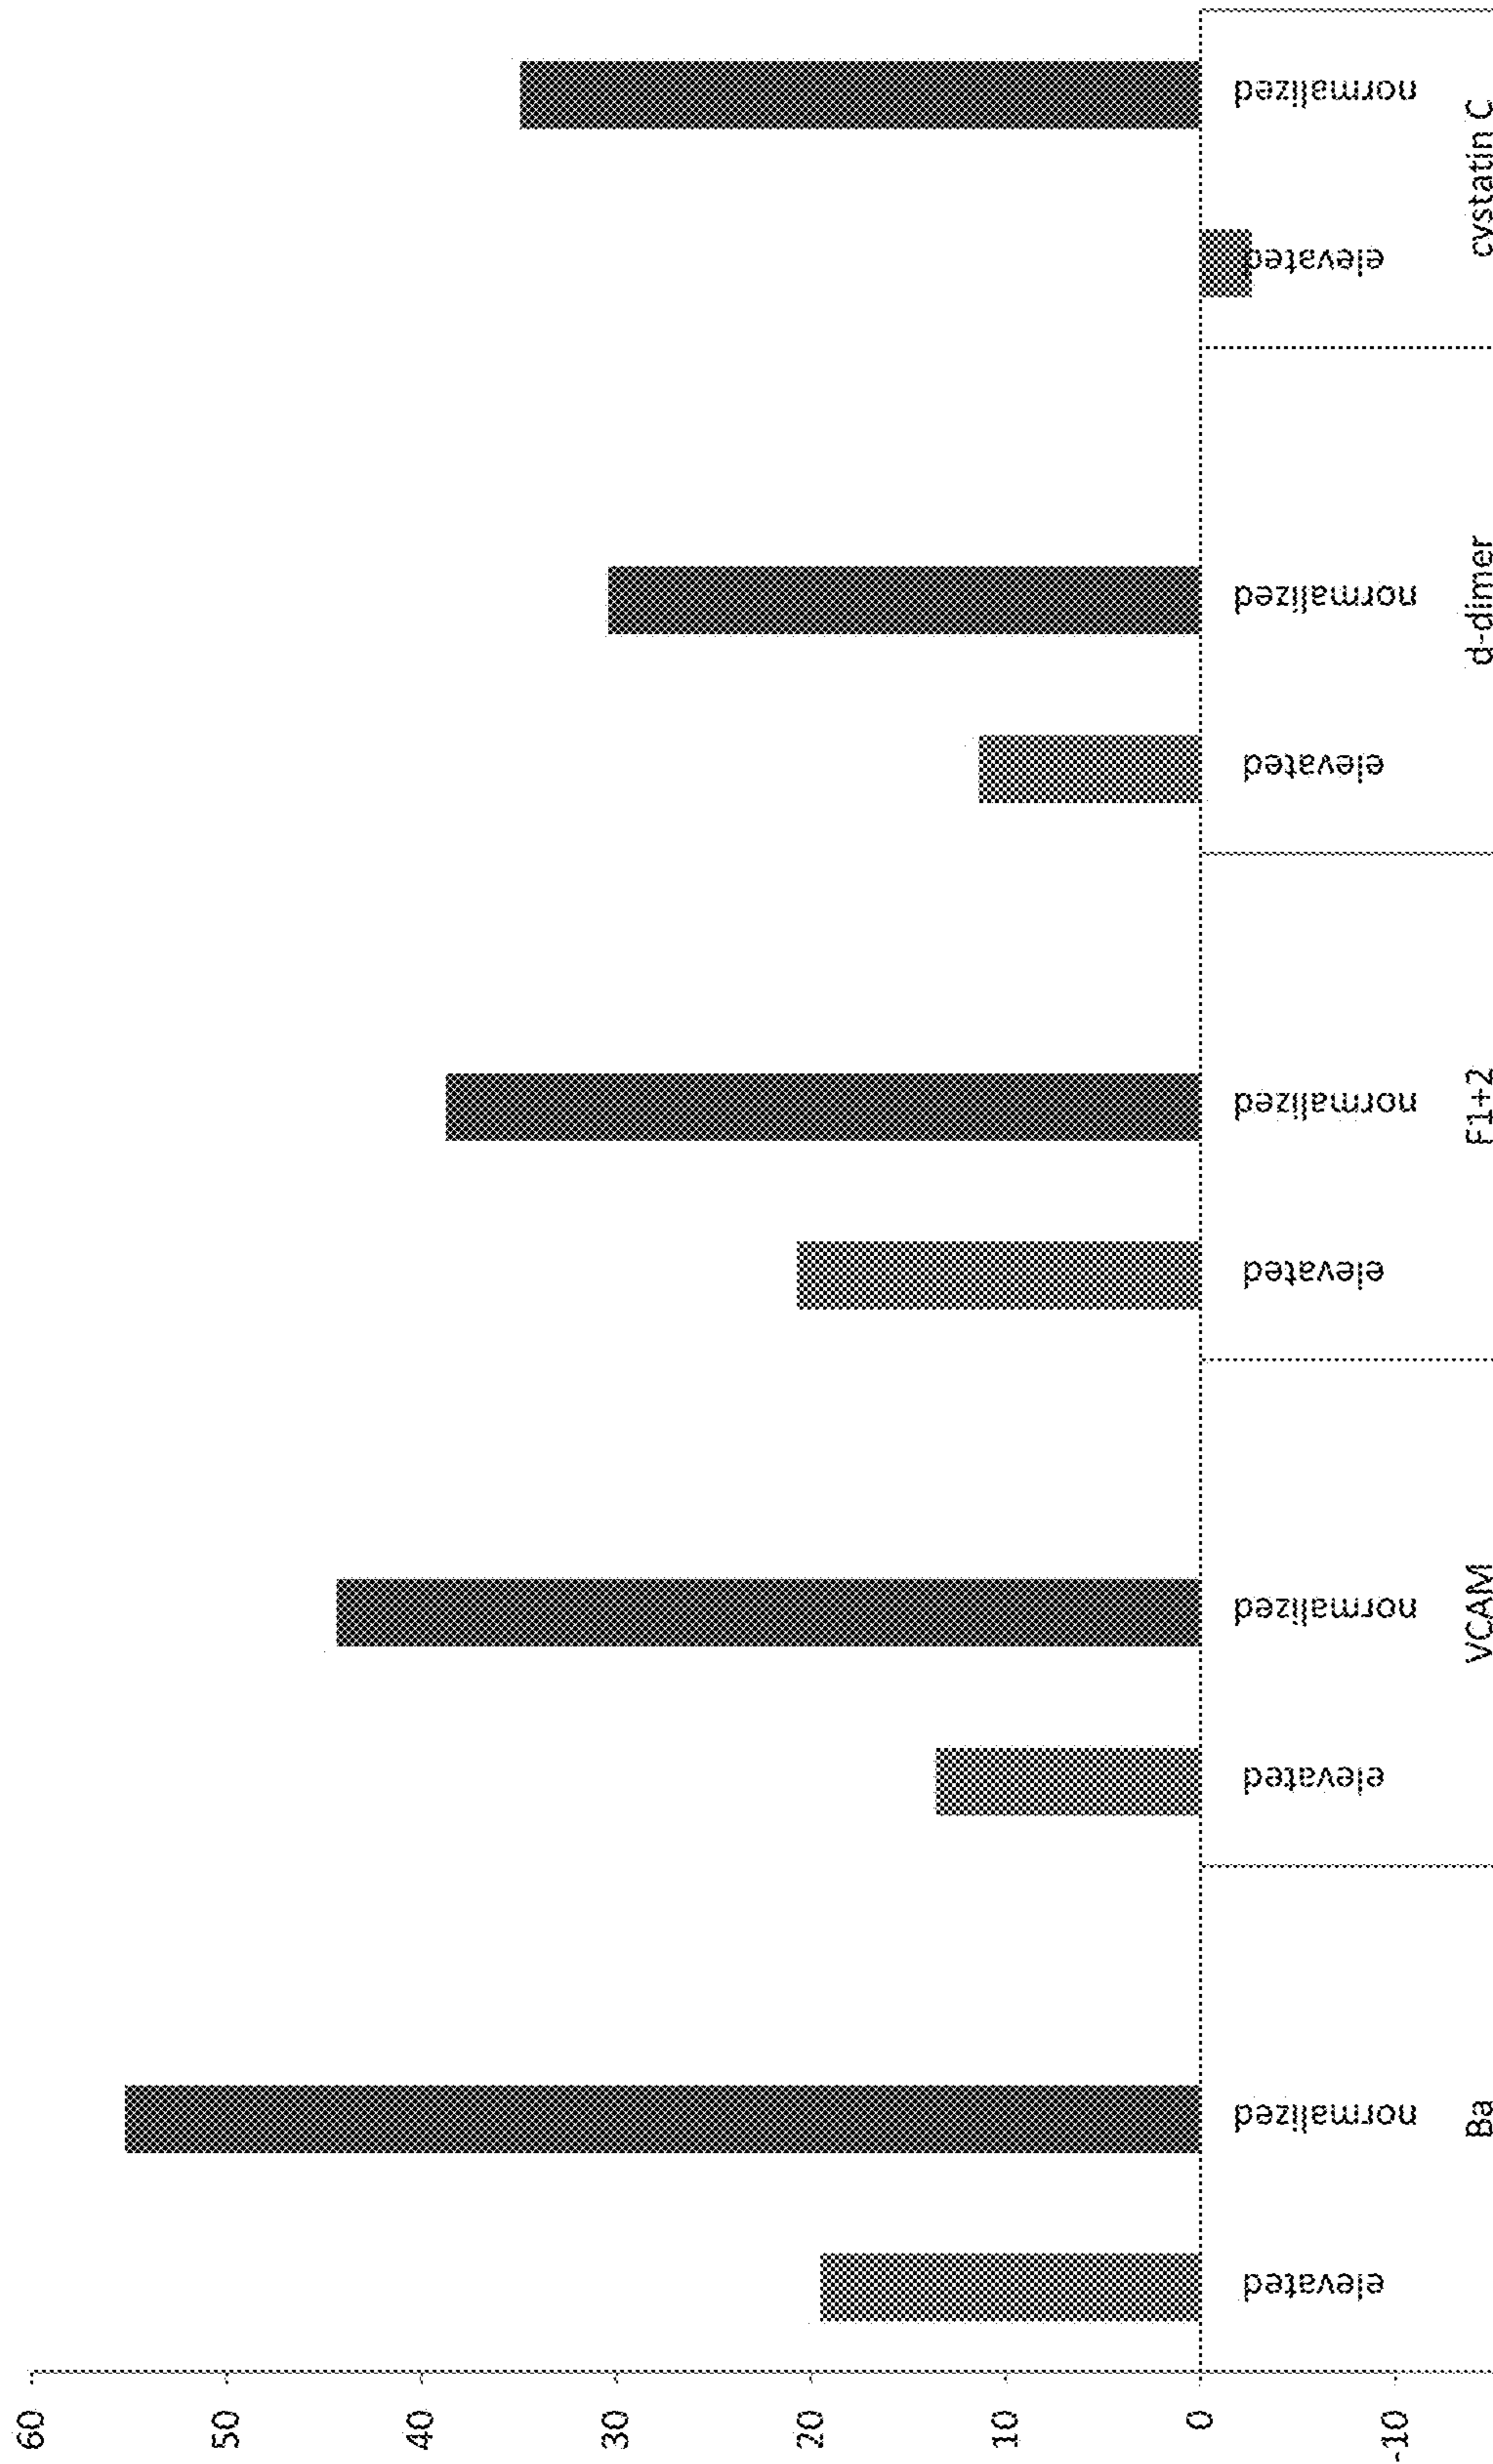 60
50
40
30
20
10
0
-10
elevated
normalized
elevated
normalized
elevated
normalized
elevated
normalized
elevated
normalized
Ba
VCAM
F1+2
d-dimer
cystatin C